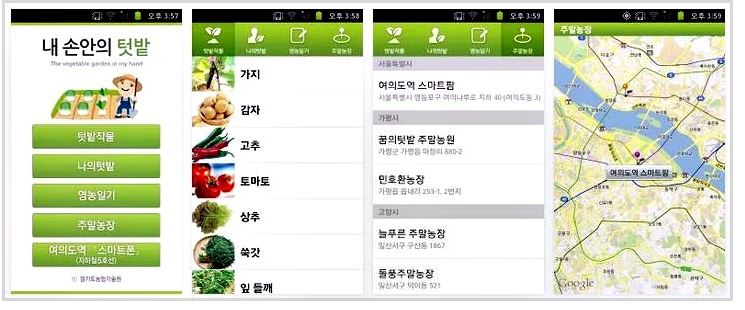 오후 3:57
내 손안의 텃밭
The vegetable garden in my hand
텃밭작물
나의텃밭
영농일기
주말농장
여의도역 「스마트폰」
(지하철5호선)
경기도농업기술원
오후 3:58
텃밭작물 나의텃밭 영농일기 주말농장
가지
감자
고추
토마토
상추
쑥갓
잎 들깨
오후 3:59
텃밭작물 나의텃밭 영농일기 주말농장
서울특별시
여의도역 스마트팜
서울특별시 영등포구 여의나루로 지하 40 (여의도동 3)
가평시
꿈의텃밭 주말농원
가평군 가평읍 마장리 880-2
민호환농장
가평읍 읍내리 253-1, 2번지
고양시
늘푸른 주말농장
일산서구 구산동 1867
돌풍주말농장
일산서구 덕이동 521
오후 3:59
주말농장
여의도역 스마트팜
Google